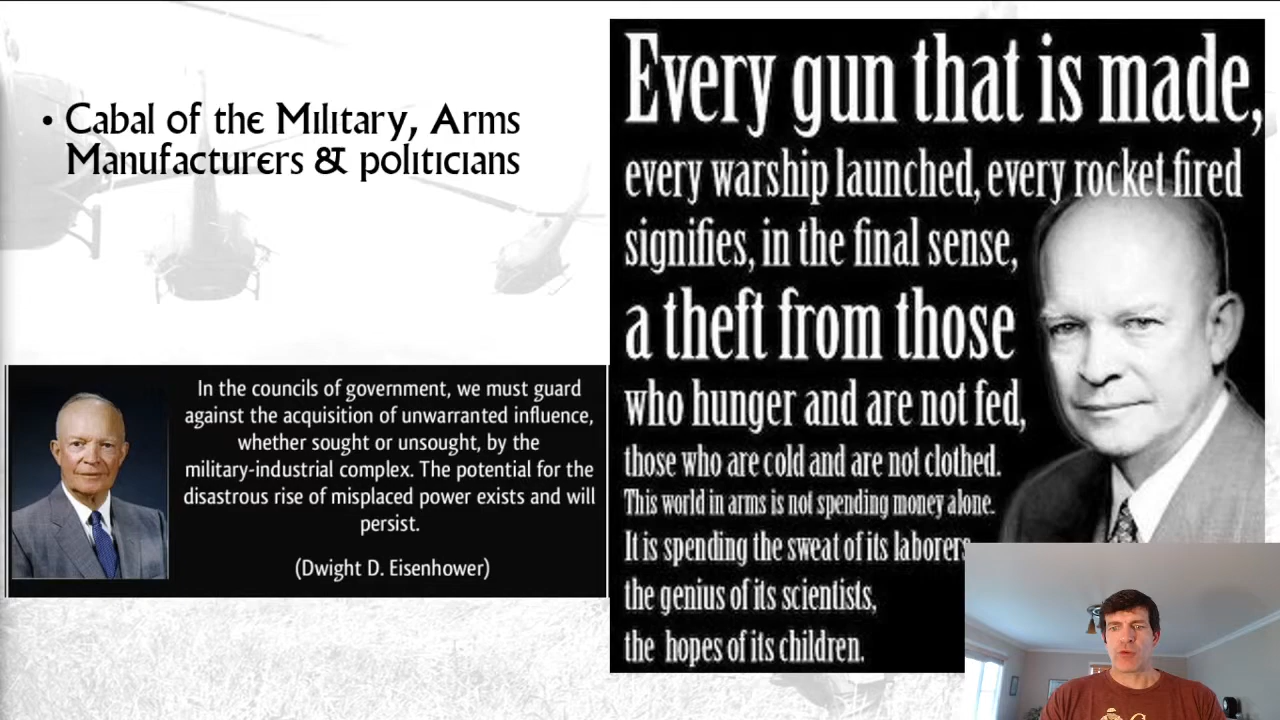 • Cabal of the Military, Arms
Manufacturers & politicians
In the councils of government, we must guard
against the acquisition of unwarranted influence,
whether sought or unsought, by the
military-industrial complex. The potential for the
disastrous rise of misplaced power exists and will
persist.
(Dwight D. Eisenhower)
Every gun that is made,
every warship launched, every rocket fired
signifies, in the final sense,
a theft from those
who hunger and are not fed,
those who are cold and are not clothed.
This world in arms is not spending money alone.
It is spending the sweat of its laborers
the genius of its scientists,
the hopes of its children.